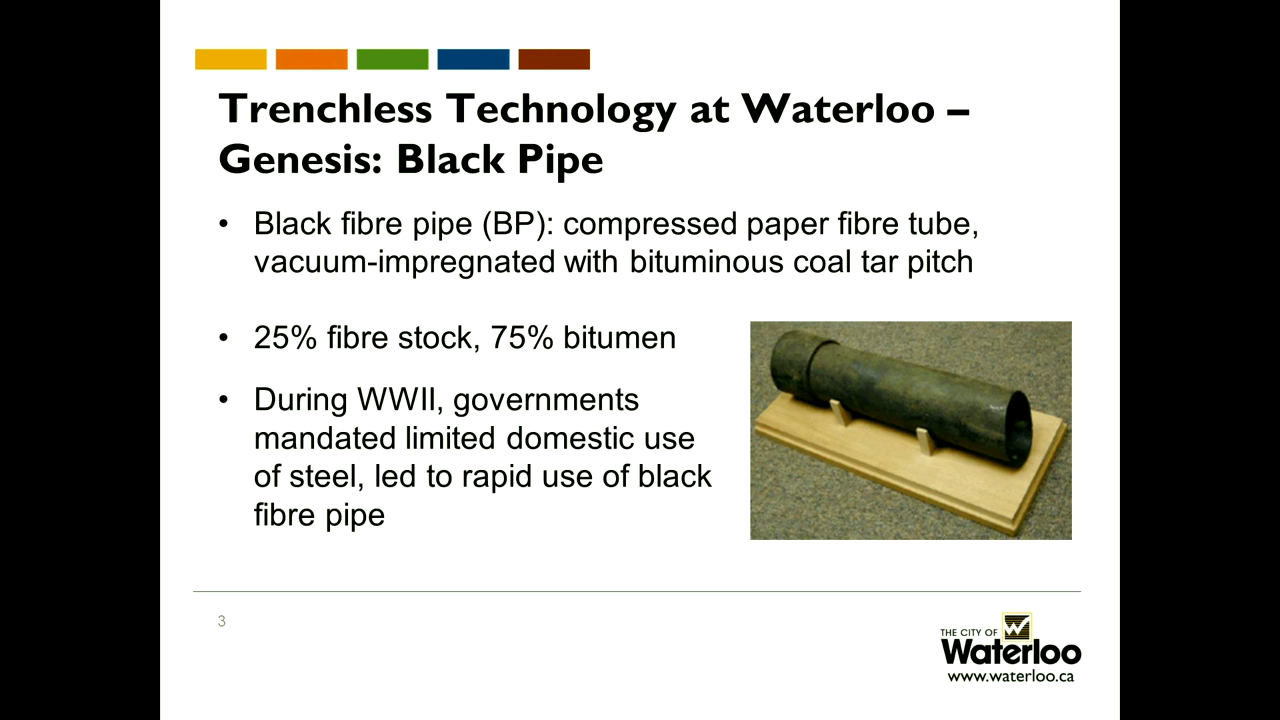 Trenchless Technology at Waterloo –
Genesis: Black Pipe
• Black fibre pipe (BP): compressed paper fibre tube,
vacuum-impregnated with bituminous coal tar pitch
• 25% fibre stock, 75% bitumen
• During WWII, governments
mandated limited domestic use
of steel, led to rapid use of black
fibre pipe
3
THE CITY OF
Waterloo
www.waterloo.ca